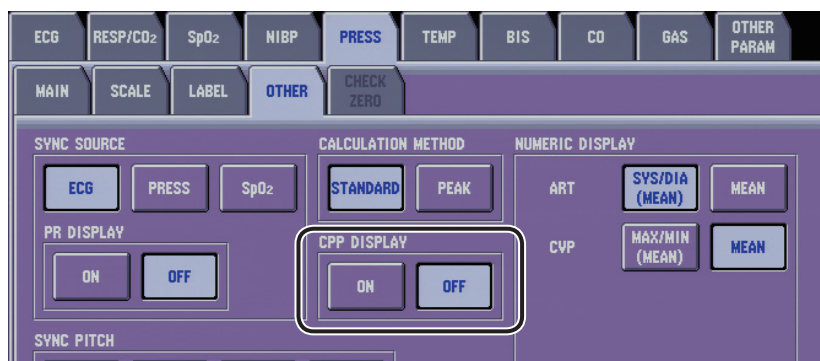 ECG RESP/CO2 SpO2 NIBP PRESS TEMP BIS CO GAS OTHER PARAM
MAIN SCALE LABEL OTHER CHECK ZERO
SYNC SOURCE
ECG PRESS SpO2
PR DISPLAY
ON OFF
SYNC PITCH
CALCULATION METHOD
STANDARD PEAK
CPP DISPLAY
ON OFF
NUMERIC DISPLAY
ART SYS/DIA (MEAN) MEAN
CVP MAX/MIN (MEAN) MEAN